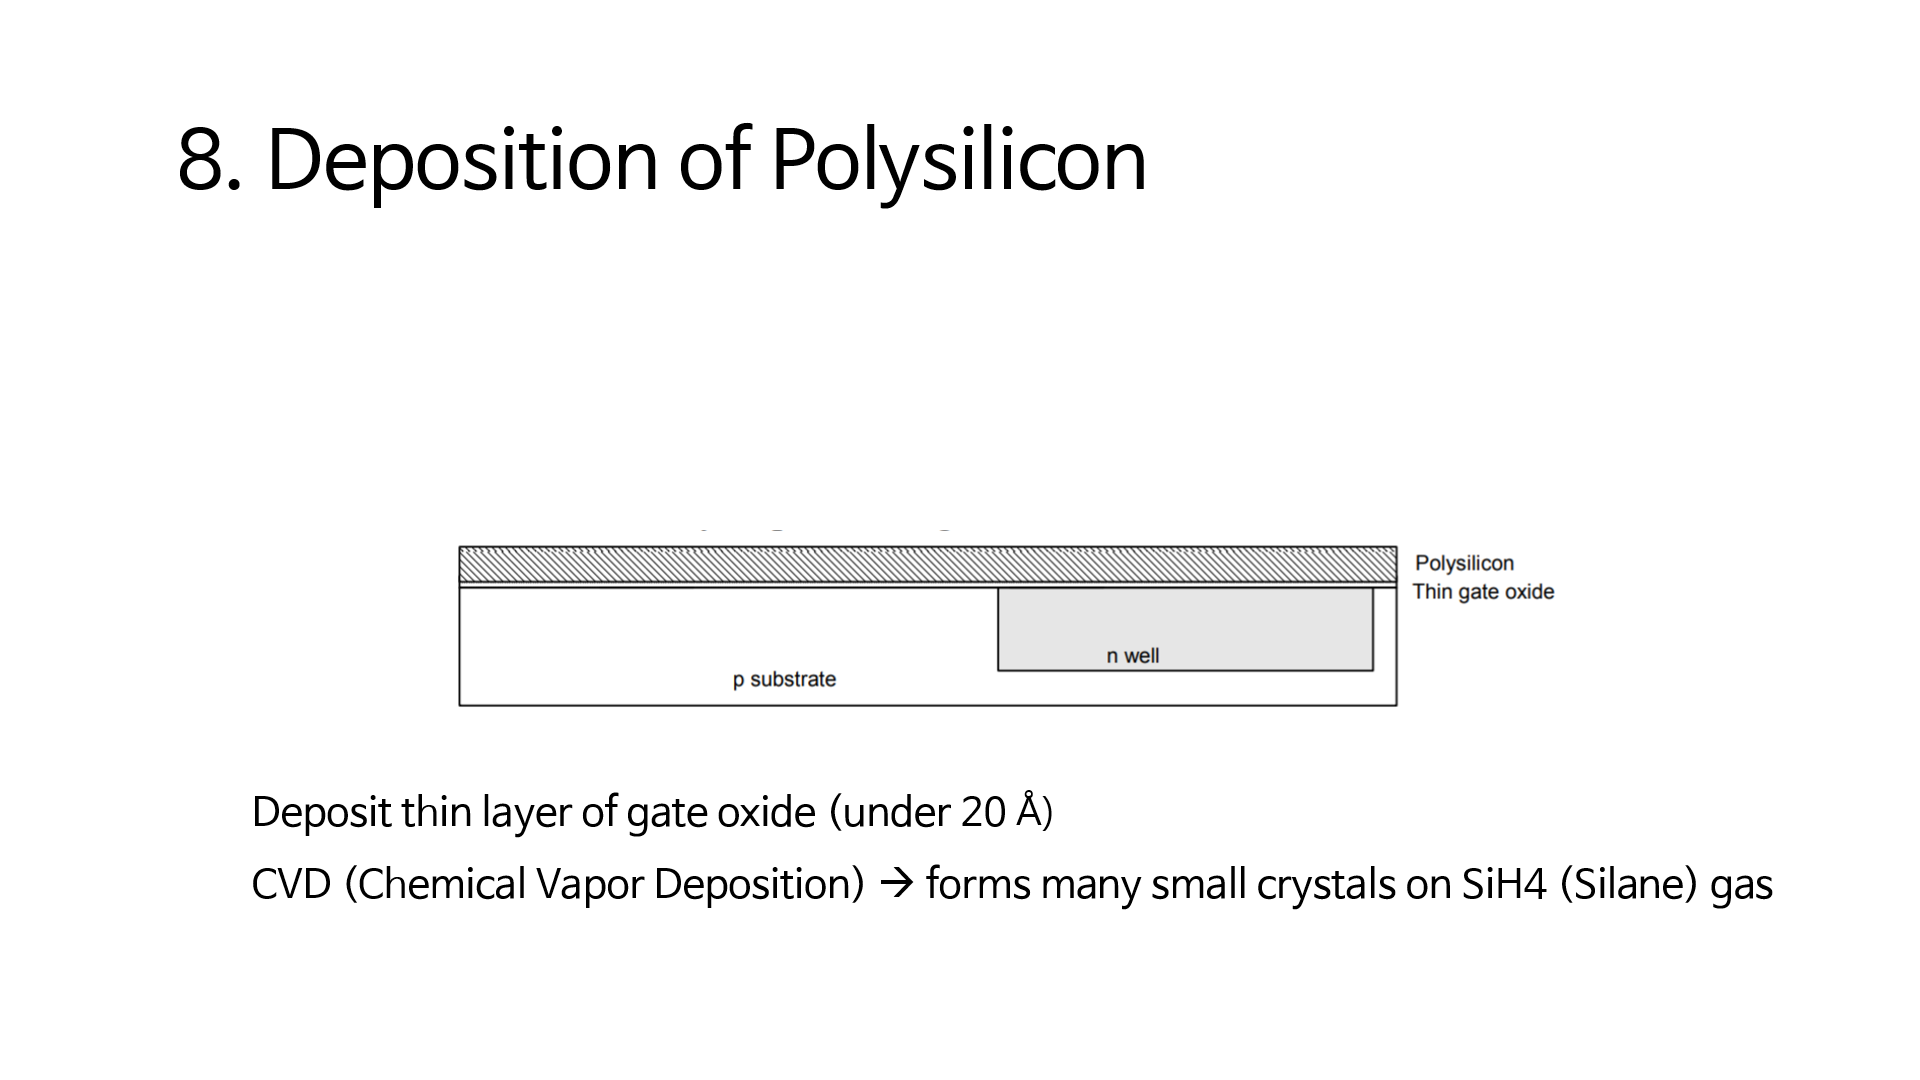 8. Deposition of Polysilicon
Polysilicon
Thin gate oxide
n well
p substrate
Deposit thin layer of gate oxide (under 20 Å)
CVD (Chemical Vapor Deposition) → forms many small crystals on SiH4 (Silane) gas